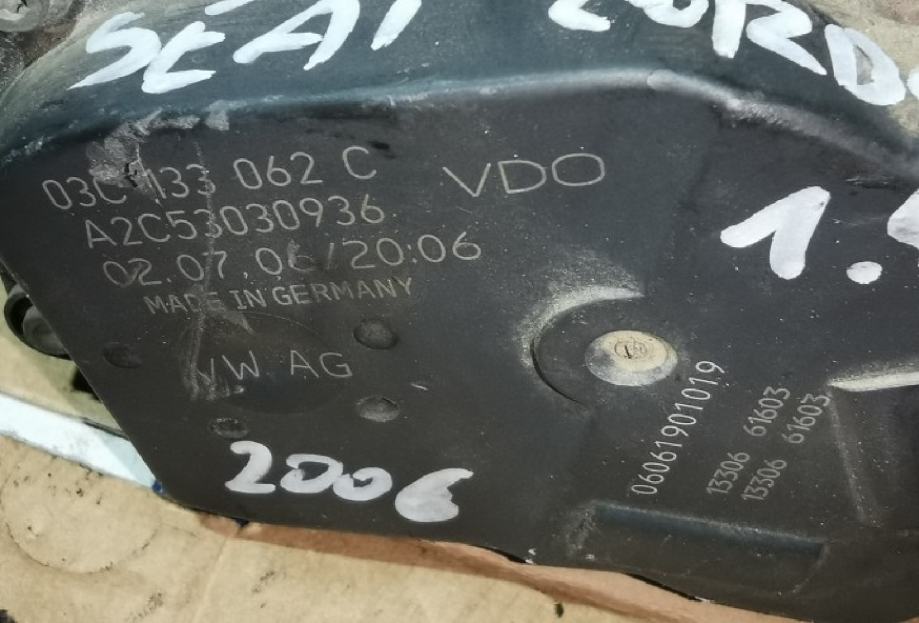 SEAT CORD
03C 133 062 C
VDO
A2C53030936
02.07.06/20:06
MADE IN GERMANY
1.
VW AG
06061901019
13306 61603
13306 61603
2006